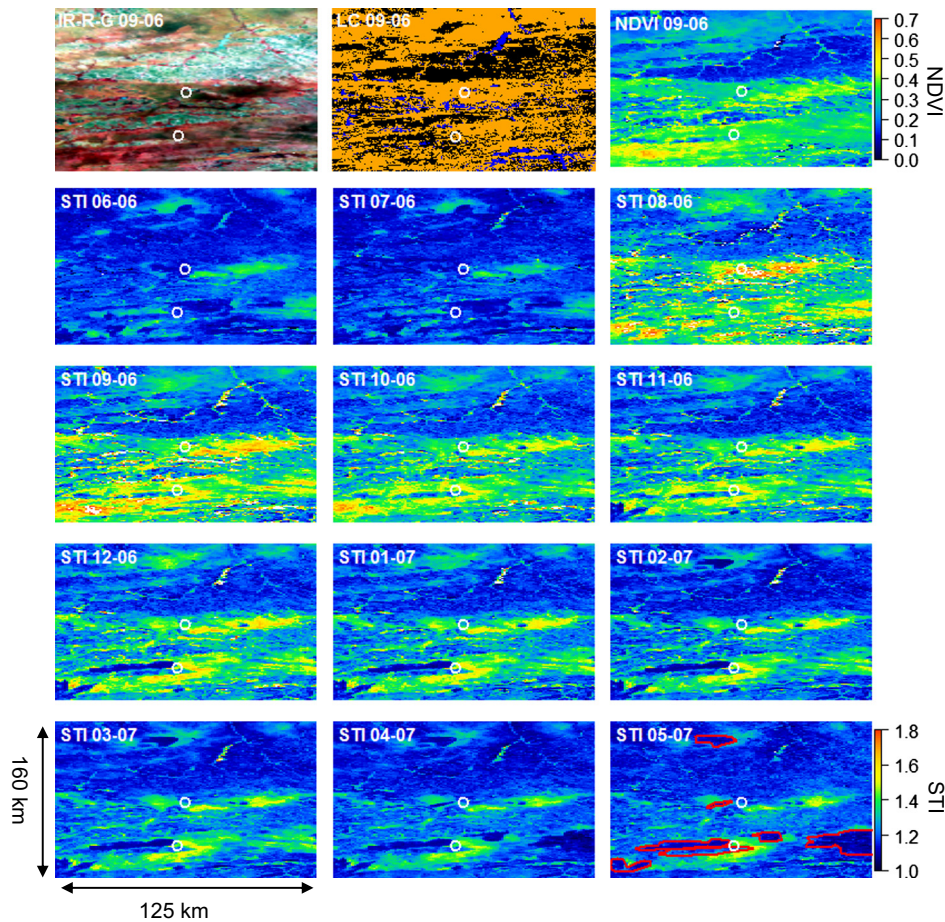 IR-R-G 09-06
LC 09-06
NDVI 09-06
0.7
0.6
0.5
0.4
0.3
0.2
0.1
0.0
NDVI
STI 06-06
STI 07-06
STI 08-06
STI 09-06
STI 10-06
STI 11-06
STI 12-06
STI 01-07
STI 02-07
STI 03-07
STI 04-07
STI 05-07
1.8
1.6
1.4
1.2
1.0
STI
160 km
125 km